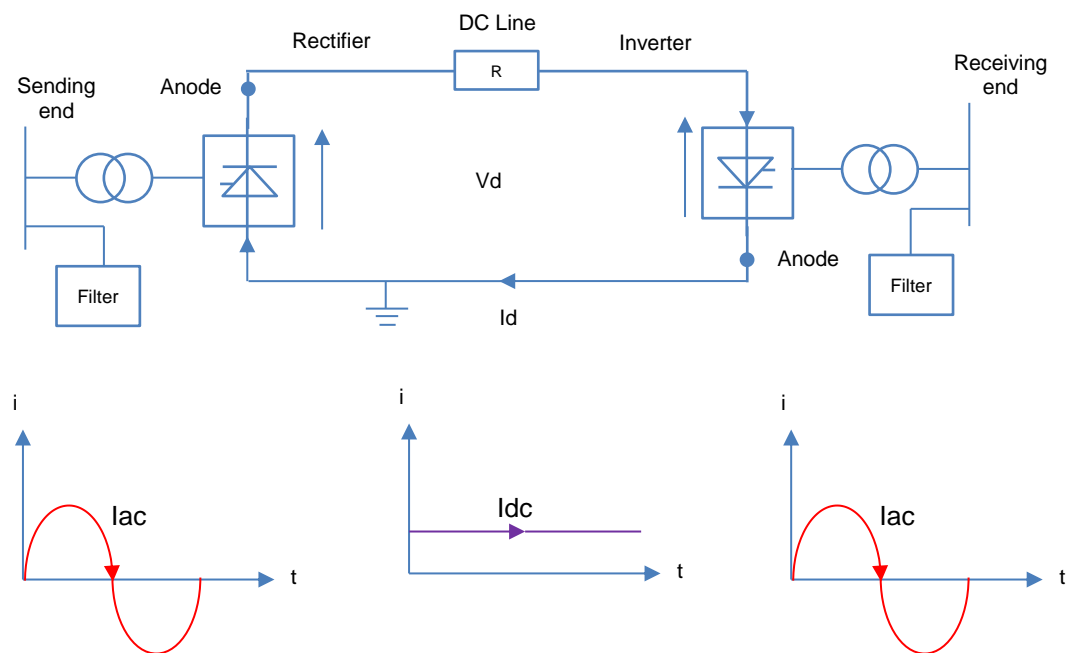 DC Line
Rectifier
Inverter
R
Sending
end
Anode
Receiving
end
Vd
Anode
Filter
Filter
Id
i
Iac
t
i
Idc
t
i
Iac
t